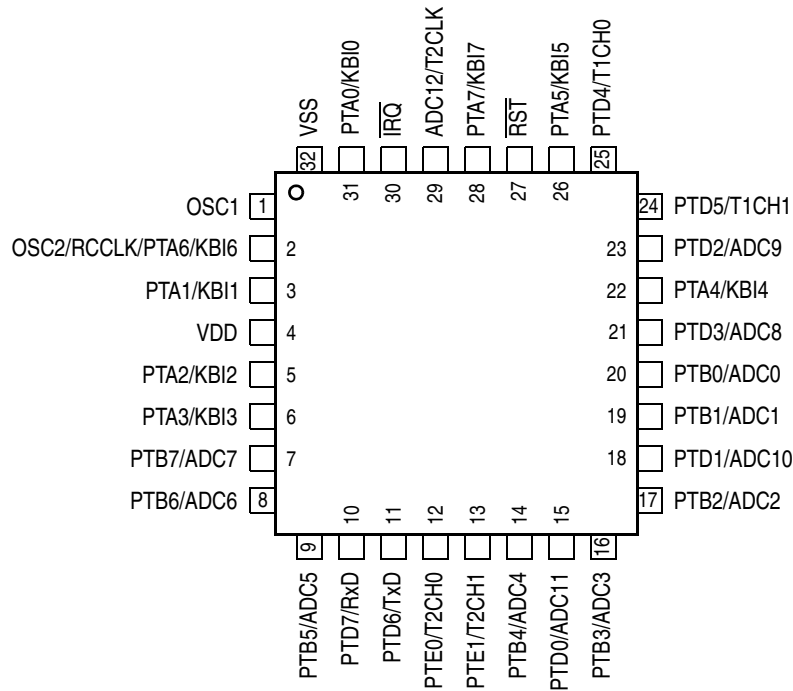 VSS
PTA0/KBI0
IRQ
ADC12/T2CLK
PTA7/KBI7
RST
PTA5/KBI5
PTD4/T1CH0
32
31
30
29
28
27
26
25
OSC1 1
OSC2/RCCLK/PTA6/KBI6 2
PTA1/KBI1 3
VDD 4
PTA2/KBI2 5
PTA3/KBI3 6
PTB7/ADC7 7
PTB6/ADC6 8
24 PTD5/T1CH1
23 PTD2/ADC9
22 PTA4/KBI4
21 PTD3/ADC8
20 PTB0/ADC0
19 PTB1/ADC1
18 PTD1/ADC10
17 PTB2/ADC2
9
10
11
12
13
14
15
16
PTB5/ADC5
PTD7/RxD
PTD6/TxD
PTE0/T2CH0
PTE1/T2CH1
PTB4/ADC4
PTD0/ADC11
PTB3/ADC3